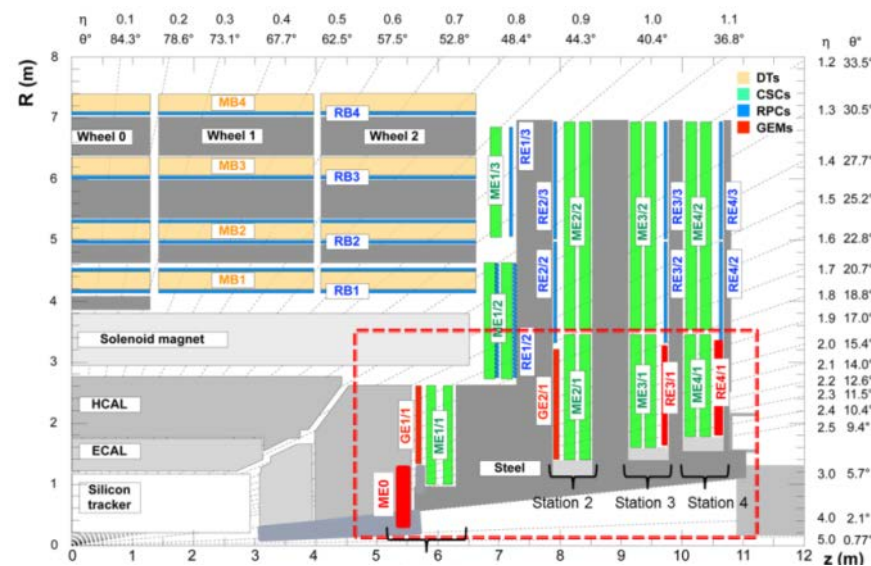 η 0.1 0.2 0.3 0.4 0.5 0.6 0.7 0.8 0.9 1.0 1.1
θ° 84.3° 78.6° 73.1° 67.7° 62.5° 57.5° 52.8° 48.4° 44.3° 40.4° 36.8° η θ°
R (m)
8
7
6
5
4
3
2
1
0
1.2 33.5°
1.3 30.5°
1.4 27.7°
1.5 25.2°
1.6 22.8°
1.7 20.7°
1.8 18.8°
1.9 17.0°
2.0 15.4°
2.1 14.0°
2.2 12.6°
2.3 11.5°
2.4 10.4°
2.5 9.4°
3.0 5.7°
4.0 2.1°
5.0 0.77°
DTs
CSCs
RPCs
GEMs
MB4
RB4
Wheel 0
Wheel 1
Wheel 2
MB3
RB3
MB2
RB2
MB1
RB1
Solenoid magnet
HCAL
ECAL
Silicon
tracker
Steel
ME1/3
RE1/3
ME1/2
RE1/2
RE2/3
RE2/2
ME2/2
ME3/2
RE3/3
RE3/2
ME4/2
RE4/3
RE4/2
GE1/1
ME1/1
ME0
GE2/1
ME2/1
ME3/1
RE3/1
ME4/1
RE4/1
Station 2
Station 3
Station 4
0 1 2 3 4 5 6 7 8 9 10 11 12
z (m)